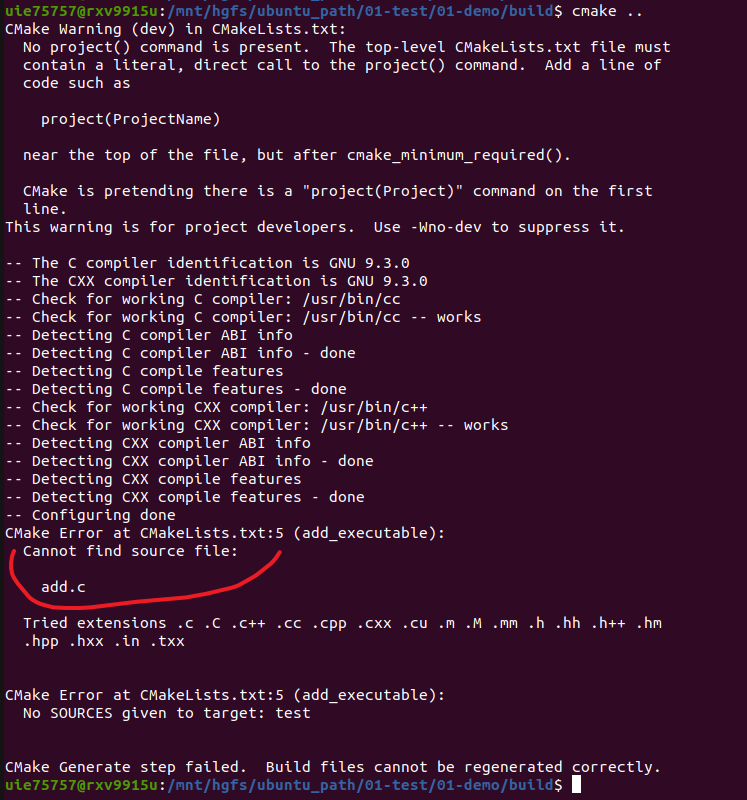 uie75757@rxv9915u:/mnt/hgfs/ubuntu_path/01-test/01-demo/build$ cmake ..
CMake Warning (dev) in CMakeLists.txt:
  No project() command is present.  The top-level CMakeLists.txt file must
  contain a literal, direct call to the project() command.  Add a line of
  code such as

    project(ProjectName)

  near the top of the file, but after cmake_minimum_required().

  CMake is pretending there is a "project(Project)" command on the first
  line.
This warning is for project developers.  Use -Wno-dev to suppress it.

-- The C compiler identification is GNU 9.3.0
-- The CXX compiler identification is GNU 9.3.0
-- Check for working C compiler: /usr/bin/cc
-- Check for working C compiler: /usr/bin/cc -- works
-- Detecting C compiler ABI info
-- Detecting C compiler ABI info - done
-- Detecting C compile features
-- Detecting C compile features - done
-- Check for working CXX compiler: /usr/bin/c++
-- Check for working CXX compiler: /usr/bin/c++ -- works
-- Detecting CXX compiler ABI info
-- Detecting CXX compiler ABI info - done
-- Detecting CXX compile features
-- Detecting CXX compile features - done
-- Configuring done
CMake Error at CMakeLists.txt:5 (add_executable):
  Cannot find source file:

    add.c

  Tried extensions .c .C .c++ .cc .cpp .cxx .cu .m .M .mm .h .hh .h++ .hm
  .hpp .hxx .in .txx


CMake Error at CMakeLists.txt:5 (add_executable):
  No SOURCES given to target: test


CMake Generate step failed.  Build files cannot be regenerated correctly.
uie75757@rxv9915u:/mnt/hgfs/ubuntu_path/01-test/01-demo/build$